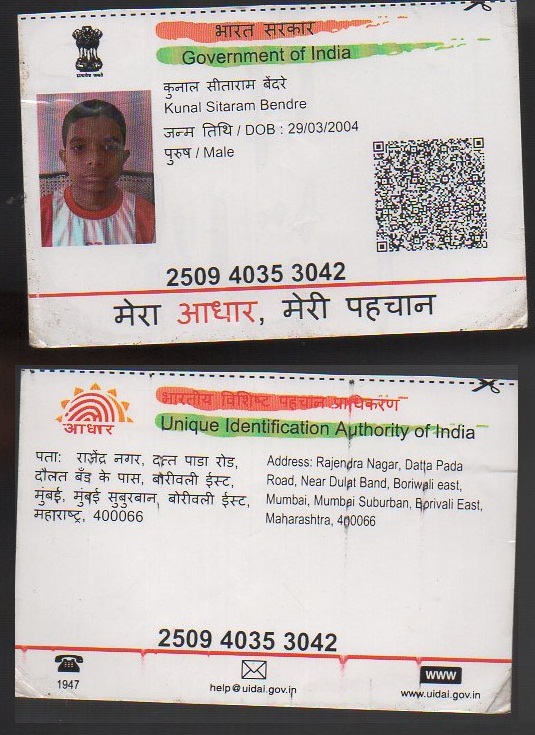 भारत सरकार
Government of India
कुनाल सीताराम बेंदरे
Kunal Sitaram Bendre
जन्म तिथि / DOB : 29/03/2004
पुरुष / Male
2509 4035 3042
मेरा आधार, मेरी पहचान
भारतीय विशिष्ट पहचान प्राधिकरण
Unique Identification Authority of India
आधार
पता: राजेंद्र नगर, दत्त पाडा रोड,
दौलत बँड के पास, बोरीवली ईस्ट,
मुंबई, मुंबई सुबुरबान, बोरीवली ईस्ट,
महाराष्ट्र, 400066
Address: Rajendra Nagar, Datta Pada
Road, Near Dulat Band, Boriwali east,
Mumbai, Mumbai Suburban, Borivali East,
Maharashtra, 400066
2509 4035 3042
1947
help@uidai.gov.in
WWW
www.uidai.gov.in